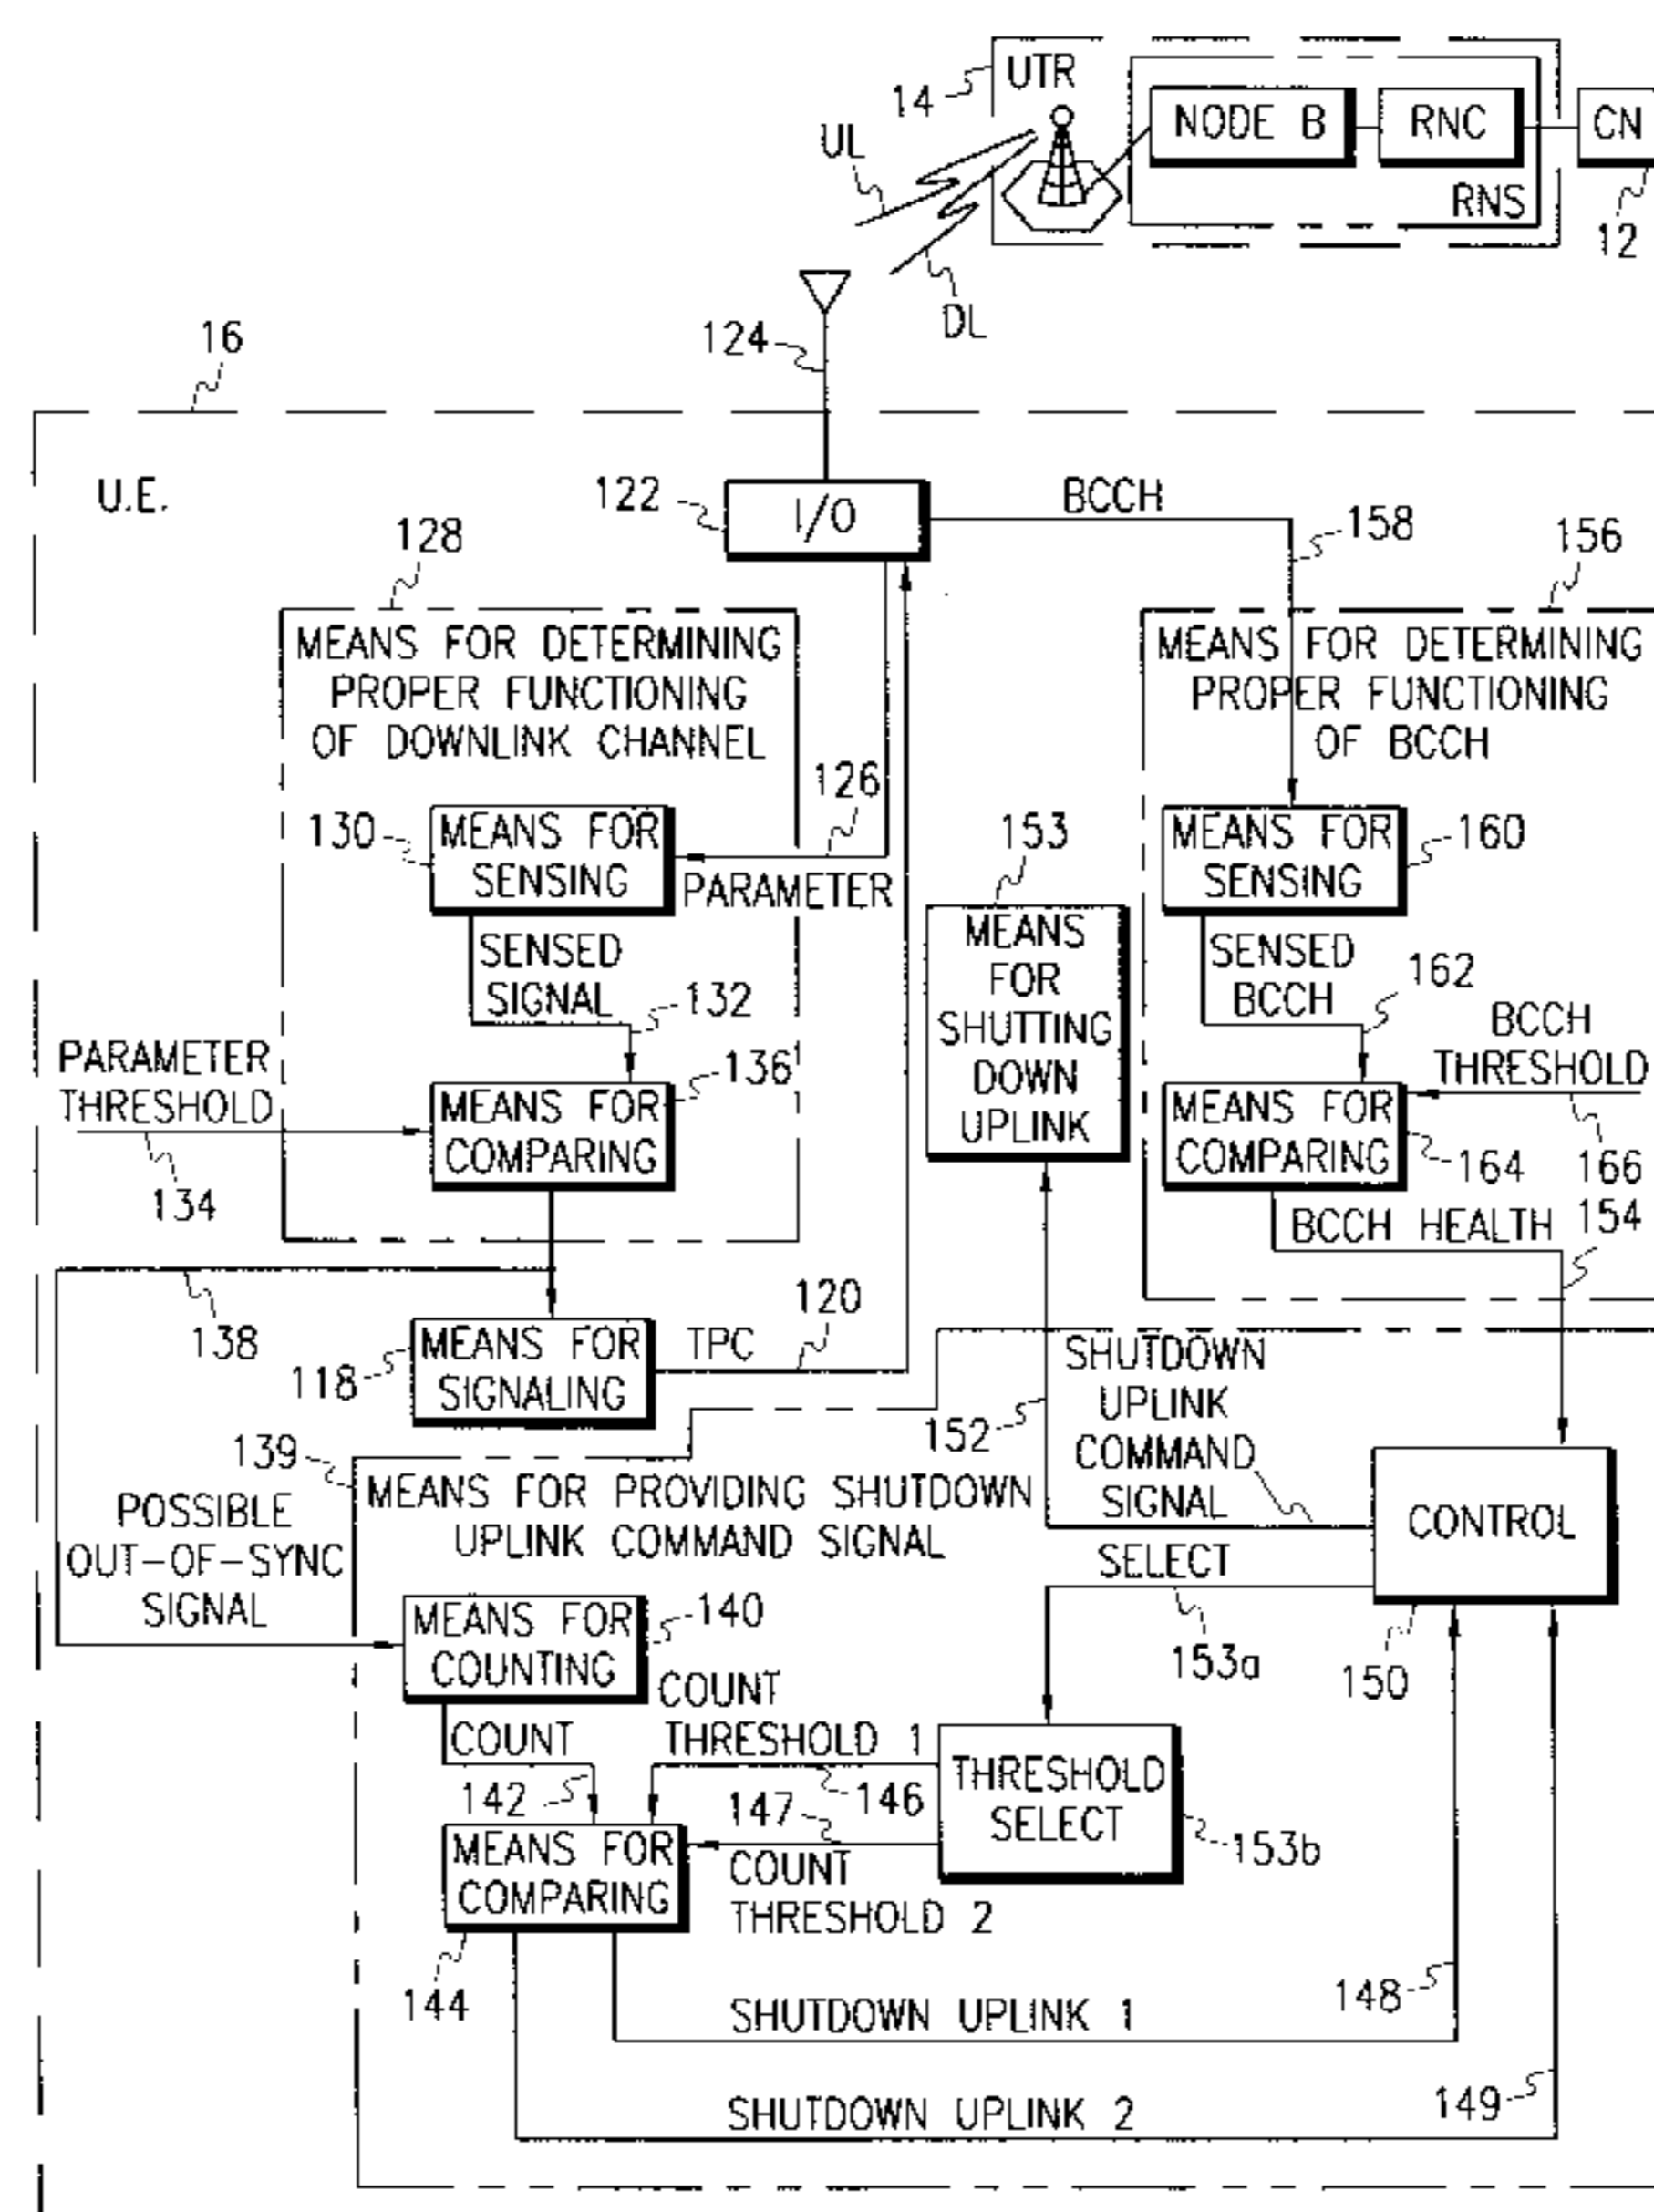 UTR
14
NODE B
RNC
CN
UL
RNS
12
DL
124
16
U.E.
122
I/O
BCCH
158
156
128
MEANS FOR DETERMINING
PROPER FUNCTIONING
OF DOWNLINK CHANNEL
MEANS FOR DETERMINING
PROPER FUNCTIONING
OF BCCH
126
130
MEANS FOR
SENSING
PARAMETER
153
MEANS FOR
SENSING
160
SENSED
SIGNAL
132
MEANS
FOR
SHUTTING
DOWN
UPLINK
SENSED
BCCH
162
BCCH
THRESHOLD
PARAMETER
THRESHOLD
136
MEANS FOR
COMPARING
134
MEANS FOR
COMPARING
164
166
BCCH HEALTH
154
138
120
118
MEANS FOR
SIGNALING
TPC
SHUTDOWN
UPLINK
COMMAND
SIGNAL
152
139
MEANS FOR PROVIDING SHUTDOWN
UPLINK COMMAND SIGNAL
POSSIBLE
OUT-OF-SYNC
SIGNAL
CONTROL
SELECT
MEANS FOR
COUNTING
140
153a
150
COUNT
COUNT
THRESHOLD 1
142
146
THRESHOLD
SELECT
147
153b
MEANS FOR
COMPARING
COUNT
THRESHOLD 2
144
148
SHUTDOWN UPLINK 1
149
SHUTDOWN UPLINK 2